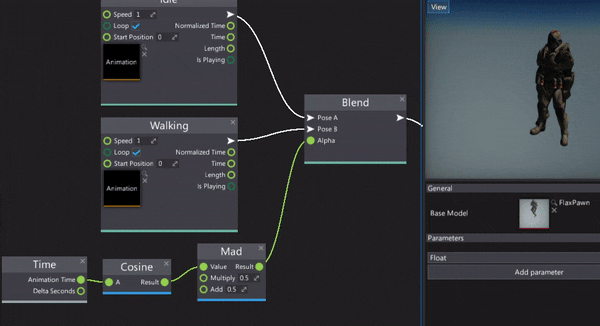 Idle
Speed 1
Normalized Time
Loop
Time
Start Position 0
Length
Is Playing
Animation
Walking
Speed 1
Normalized Time
Loop
Time
Start Position 0
Length
Is Playing
Animation
Blend
Pose A
Pose B
Alpha
Time
Animation Time
Delta Seconds
Cosine
A Result
Mad
Value Result
Multiply 0.5
Add 0.5
View
General
Base Model
FlaxPawn
Parameters
Float
Add parameter